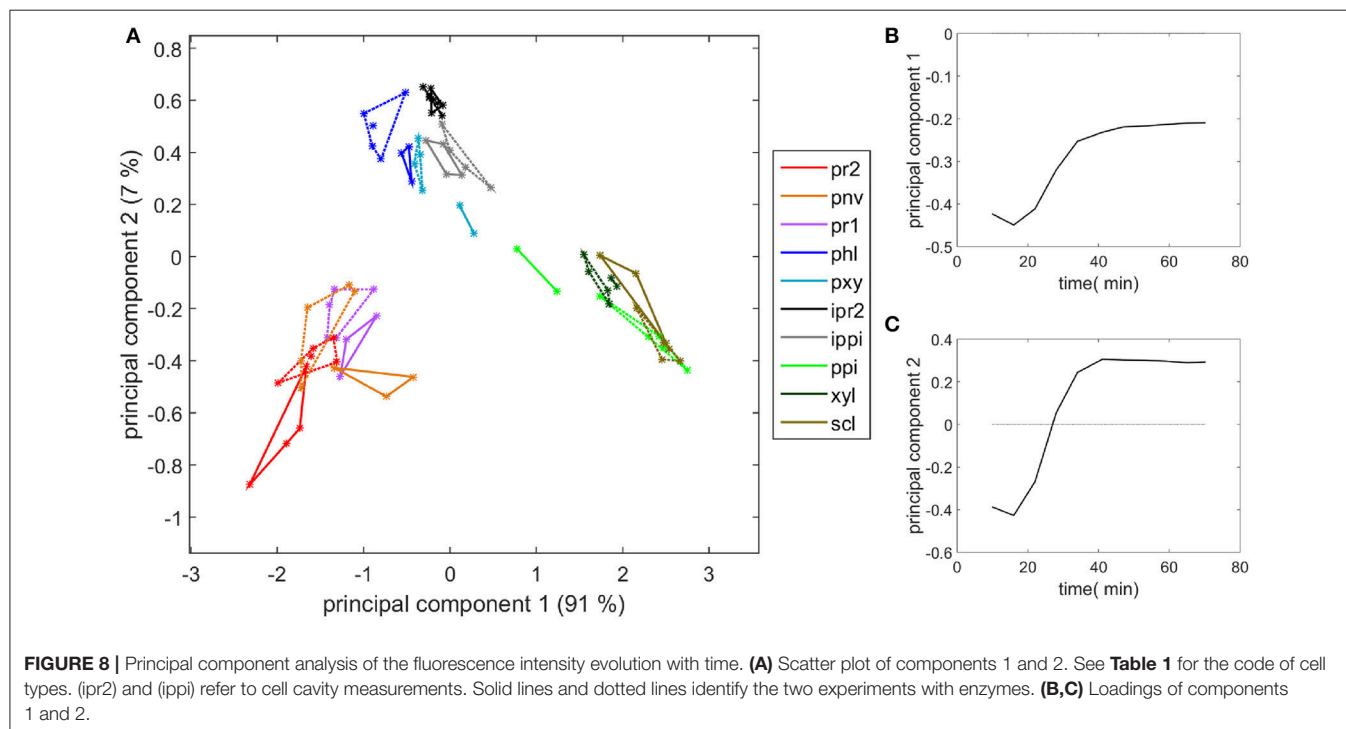 A
0.8
0.6
0.4
0.2
0
-0.2
-0.4
-0.6
-0.8
-1
principal component 2 (7 %)
-3 -2 -1 0 1 2 3
principal component 1 (91 %)
pr2
pnv
pr1
phl
pxy
ipr2
ippi
ppi
xyl
scl
B
0
-0.1
-0.2
-0.3
-0.4
-0.5
principal component 1
0 20 40 60 80
time( min)
C
0.4
0.2
0
-0.2
-0.4
-0.6
principal component 2
0 20 40 60 80
time( min)
FIGURE 8 | Principal component analysis of the fluorescence intensity evolution with time. (A) Scatter plot of components 1 and 2. See Table 1 for the code of cell
types. (ipr2) and (ippi) refer to cell cavity measurements. Solid lines and dotted lines identify the two experiments with enzymes. (B,C) Loadings of components
1 and 2.